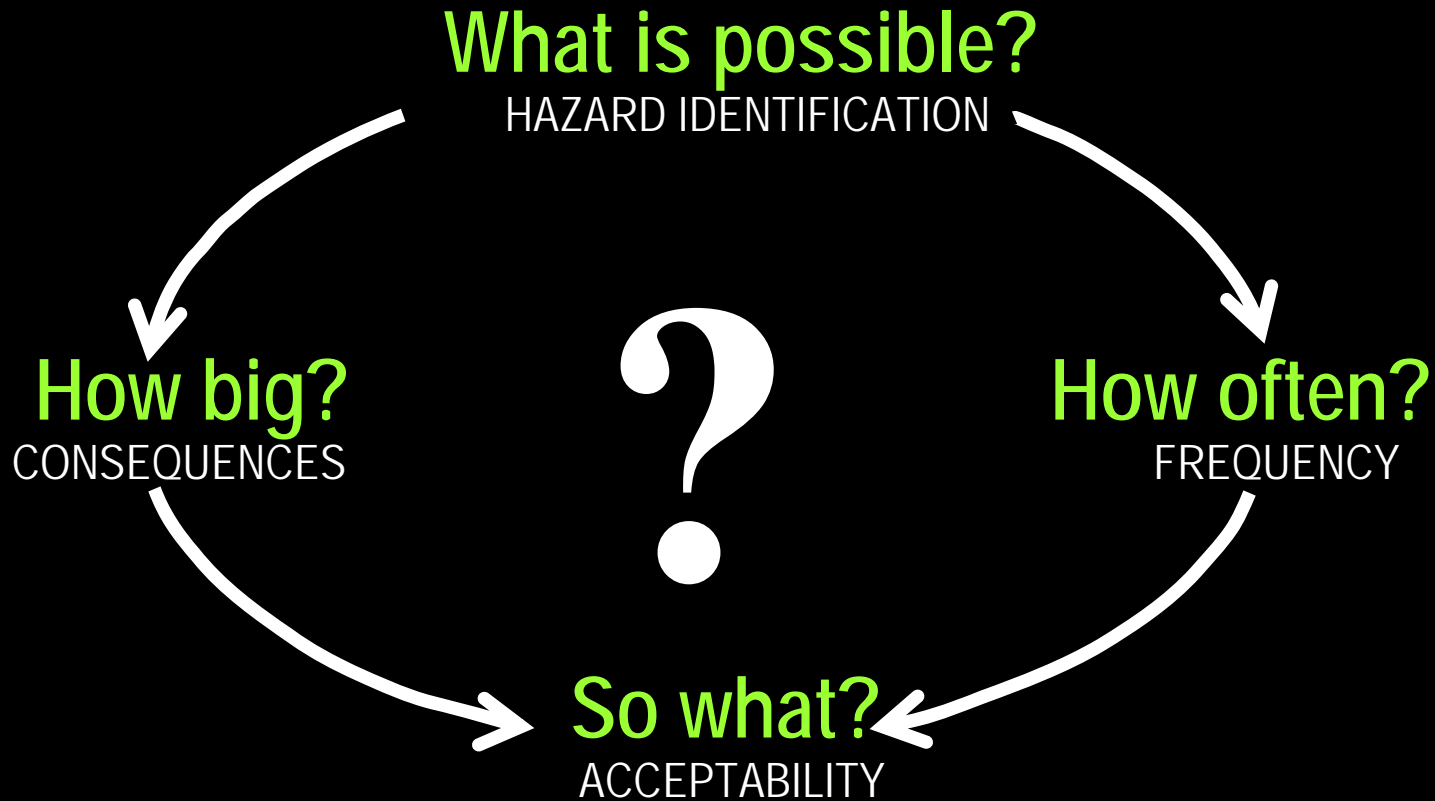 What is possible?
HAZARD IDENTIFICATION
How big?
CONSEQUENCES
?
How often?
FREQUENCY
So what?
ACCEPTABILITY